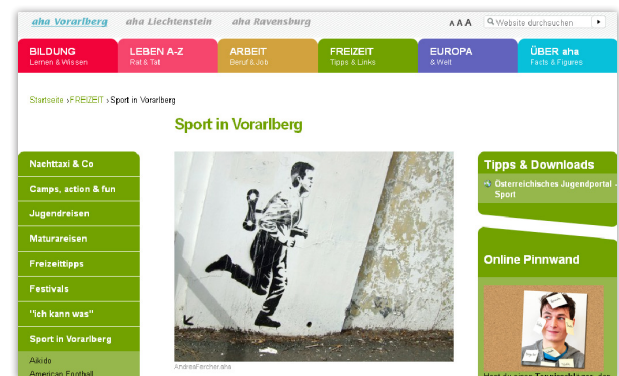 aha Vorarlberg aha Liechtenstein aha Ravensburg
A A A
Website durchsuchen
BILDUNG
Lernen & Wissen
LEBEN A-Z
Rat & Tat
ARBEIT
Beruf & Job
FREIZEIT
Tipps & Links
EUROPA
& Welt
ÜBER aha
Facts & Figures
Startseite › FREIZEIT › Sport in Vorarlberg
Sport in Vorarlberg
Nachttaxi & Co
Camps, action & fun
Jugendreisen
Maturareisen
Freizeittipps
Festivals
"ich kann was"
Sport in Vorarlberg
Aikido
American Football
AndreaFercher.aha
Tipps & Downloads
Österreichisches Jugendportal -
Sport
Online Pinnwand